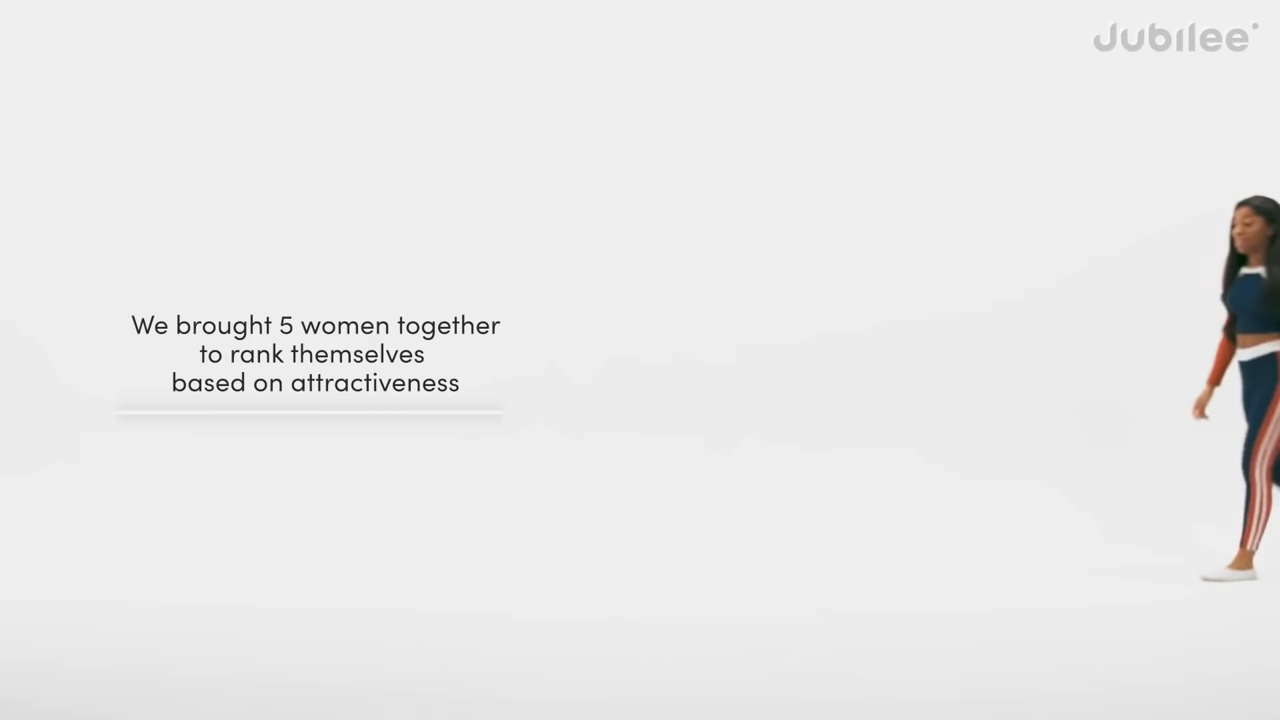 Jubilee
We brought 5 women together
to rank themselves
based on attractiveness